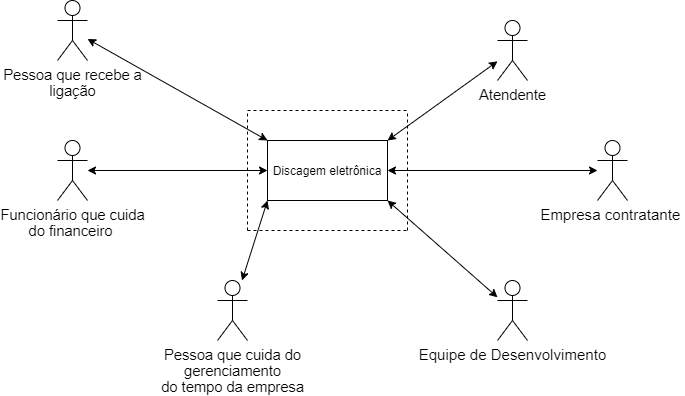 Pessoa que recebe a
ligação
Atendente
Discagem eletrônica
Funcionário que cuida
do financeiro
Empresa contratante
Pessoa que cuida do
gerenciamento
do tempo da empresa
Equipe de Desenvolvimento